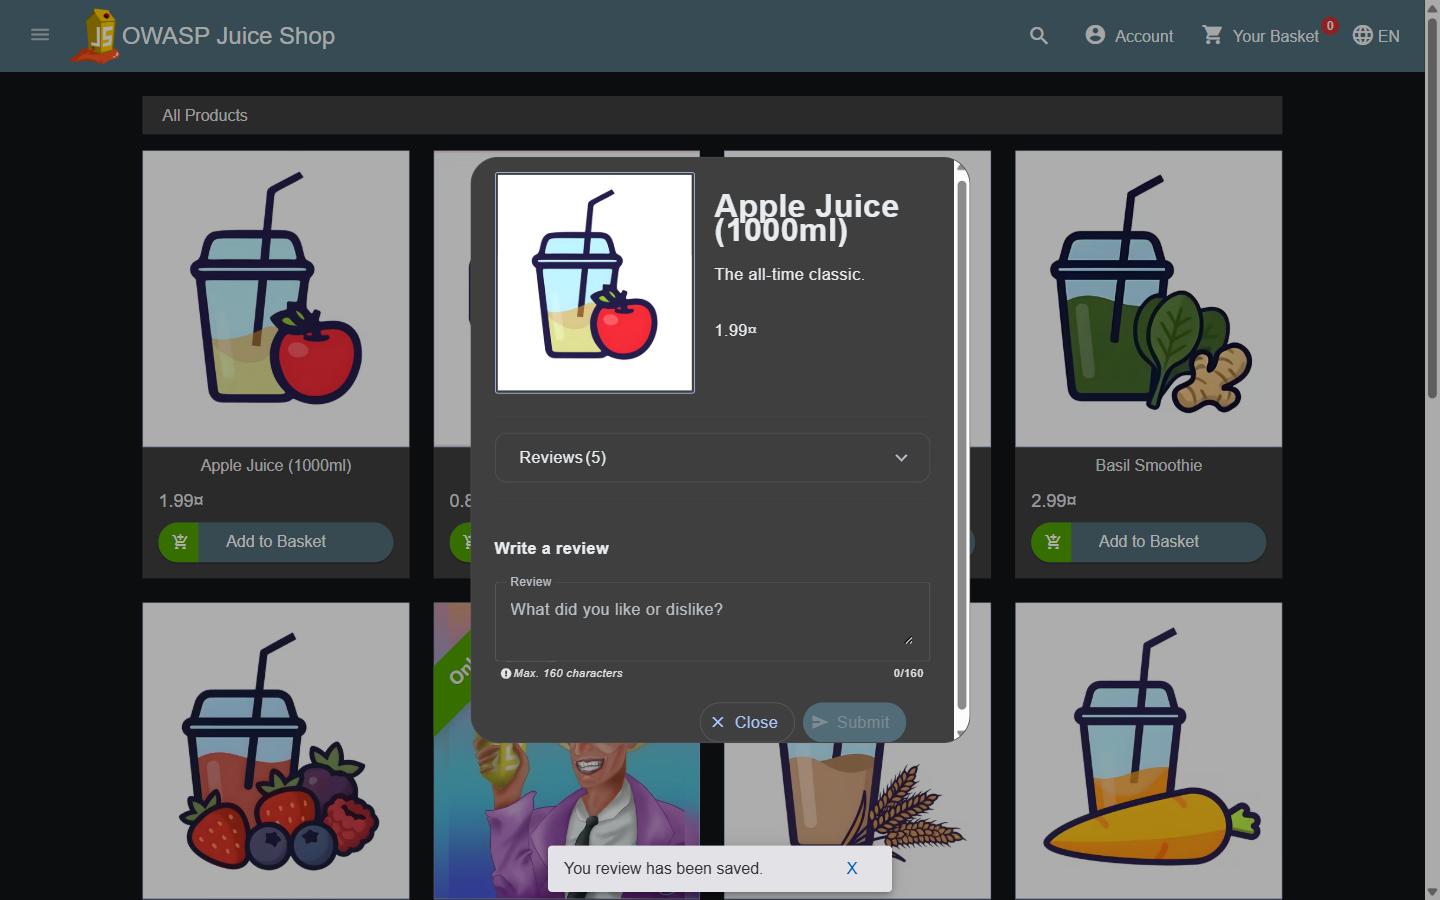 OWASP Juice Shop
Account
Your Basket
0
EN
All Products
Apple Juice (1000ml)
1.99¤
Add to Basket
0.8
Basil Smoothie
2.99¤
Add to Basket
Apple Juice
(1000ml)
The all-time classic.
1.99¤
Reviews (5)
Write a review
Review
What did you like or dislike?
Max. 160 characters
0/160
Close
Submit
You review has been saved.
X